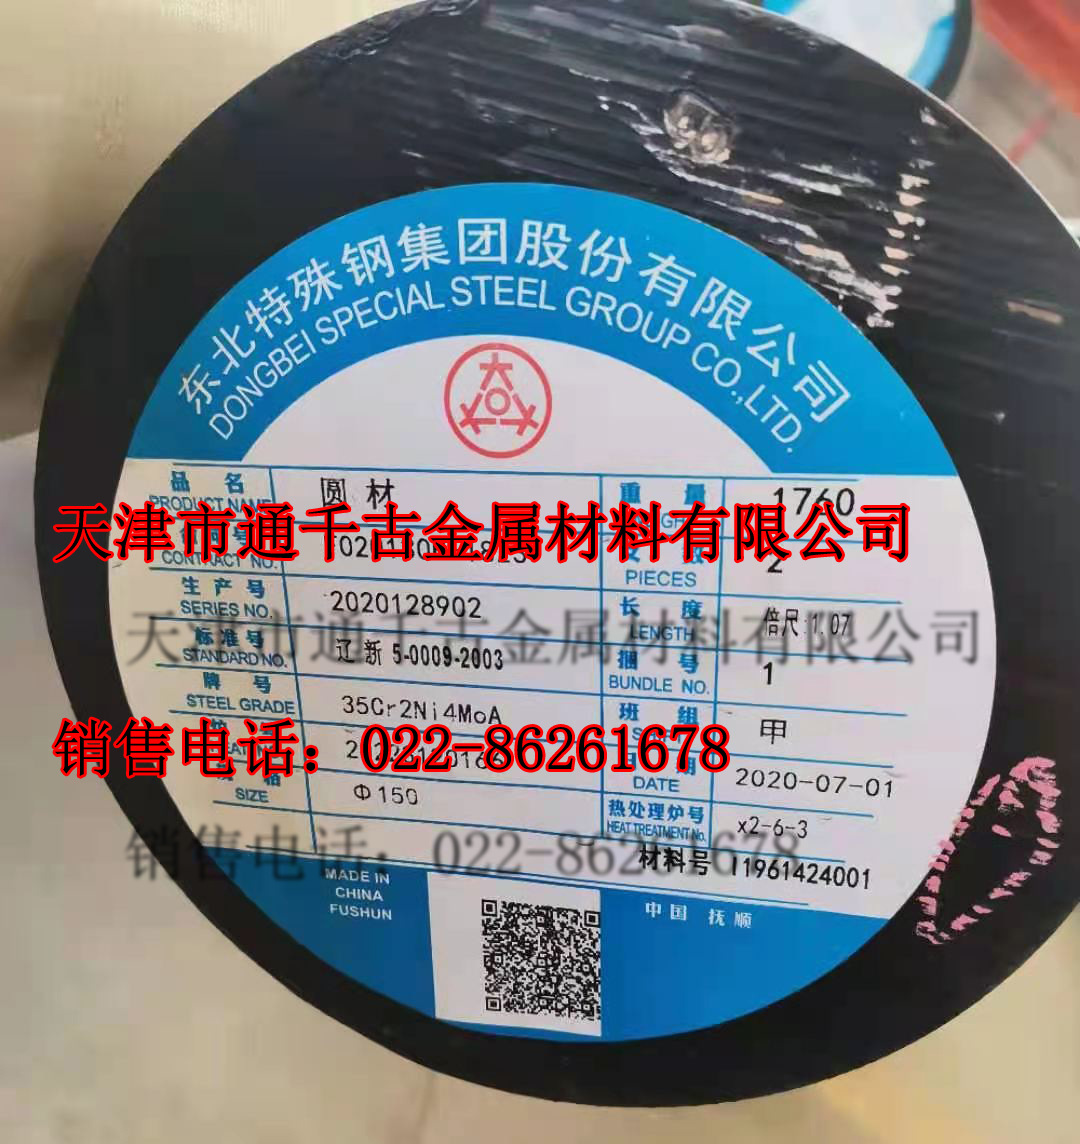 东北特殊钢集团股份有限公司
DONGBEI SPECIAL STEEL GROUP CO.,LTD.
品 名 圆材 重 量 1760
PRODUCT NAME
天津市通千古金属材料有限公司
CONTRACT NO. PIECES 2
生产号 2020128902 长 度 倍尺:1.07
SERIES NO. LENGTH
天津市通千古金属材料有限公司
标准号 辽新 5-0009-2003 捆 号 1
STANDARD NO. BUNDLE NO.
牌 号 35Cr2Ni4MoA 班 组 甲
STEEL GRADE
销售电话：022-86261678
DATE 2020-07-01
SIZE Φ150 热处理炉号 x2-6-3
HEAT TREATMENT No.
销售电话：022-86261678
材料号 11961424001
MADE IN
CHINA
FUSHUN
中国 抚顺